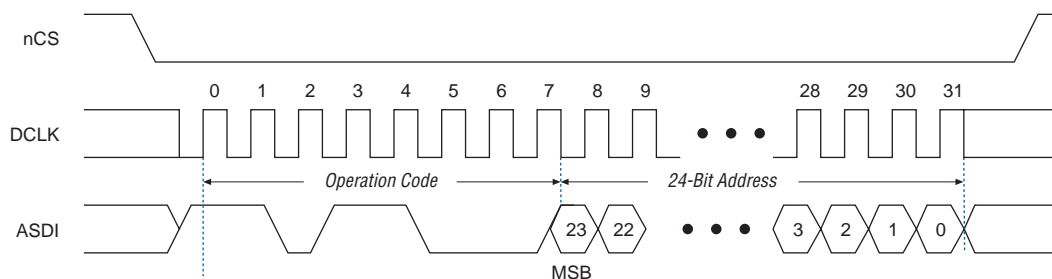 nCS
0 1 2 3 4 5 6 7 8 9 28 29 30 31
DCLK
Operation Code 24-Bit Address
ASDI 23 22 3 2 1 0
MSB